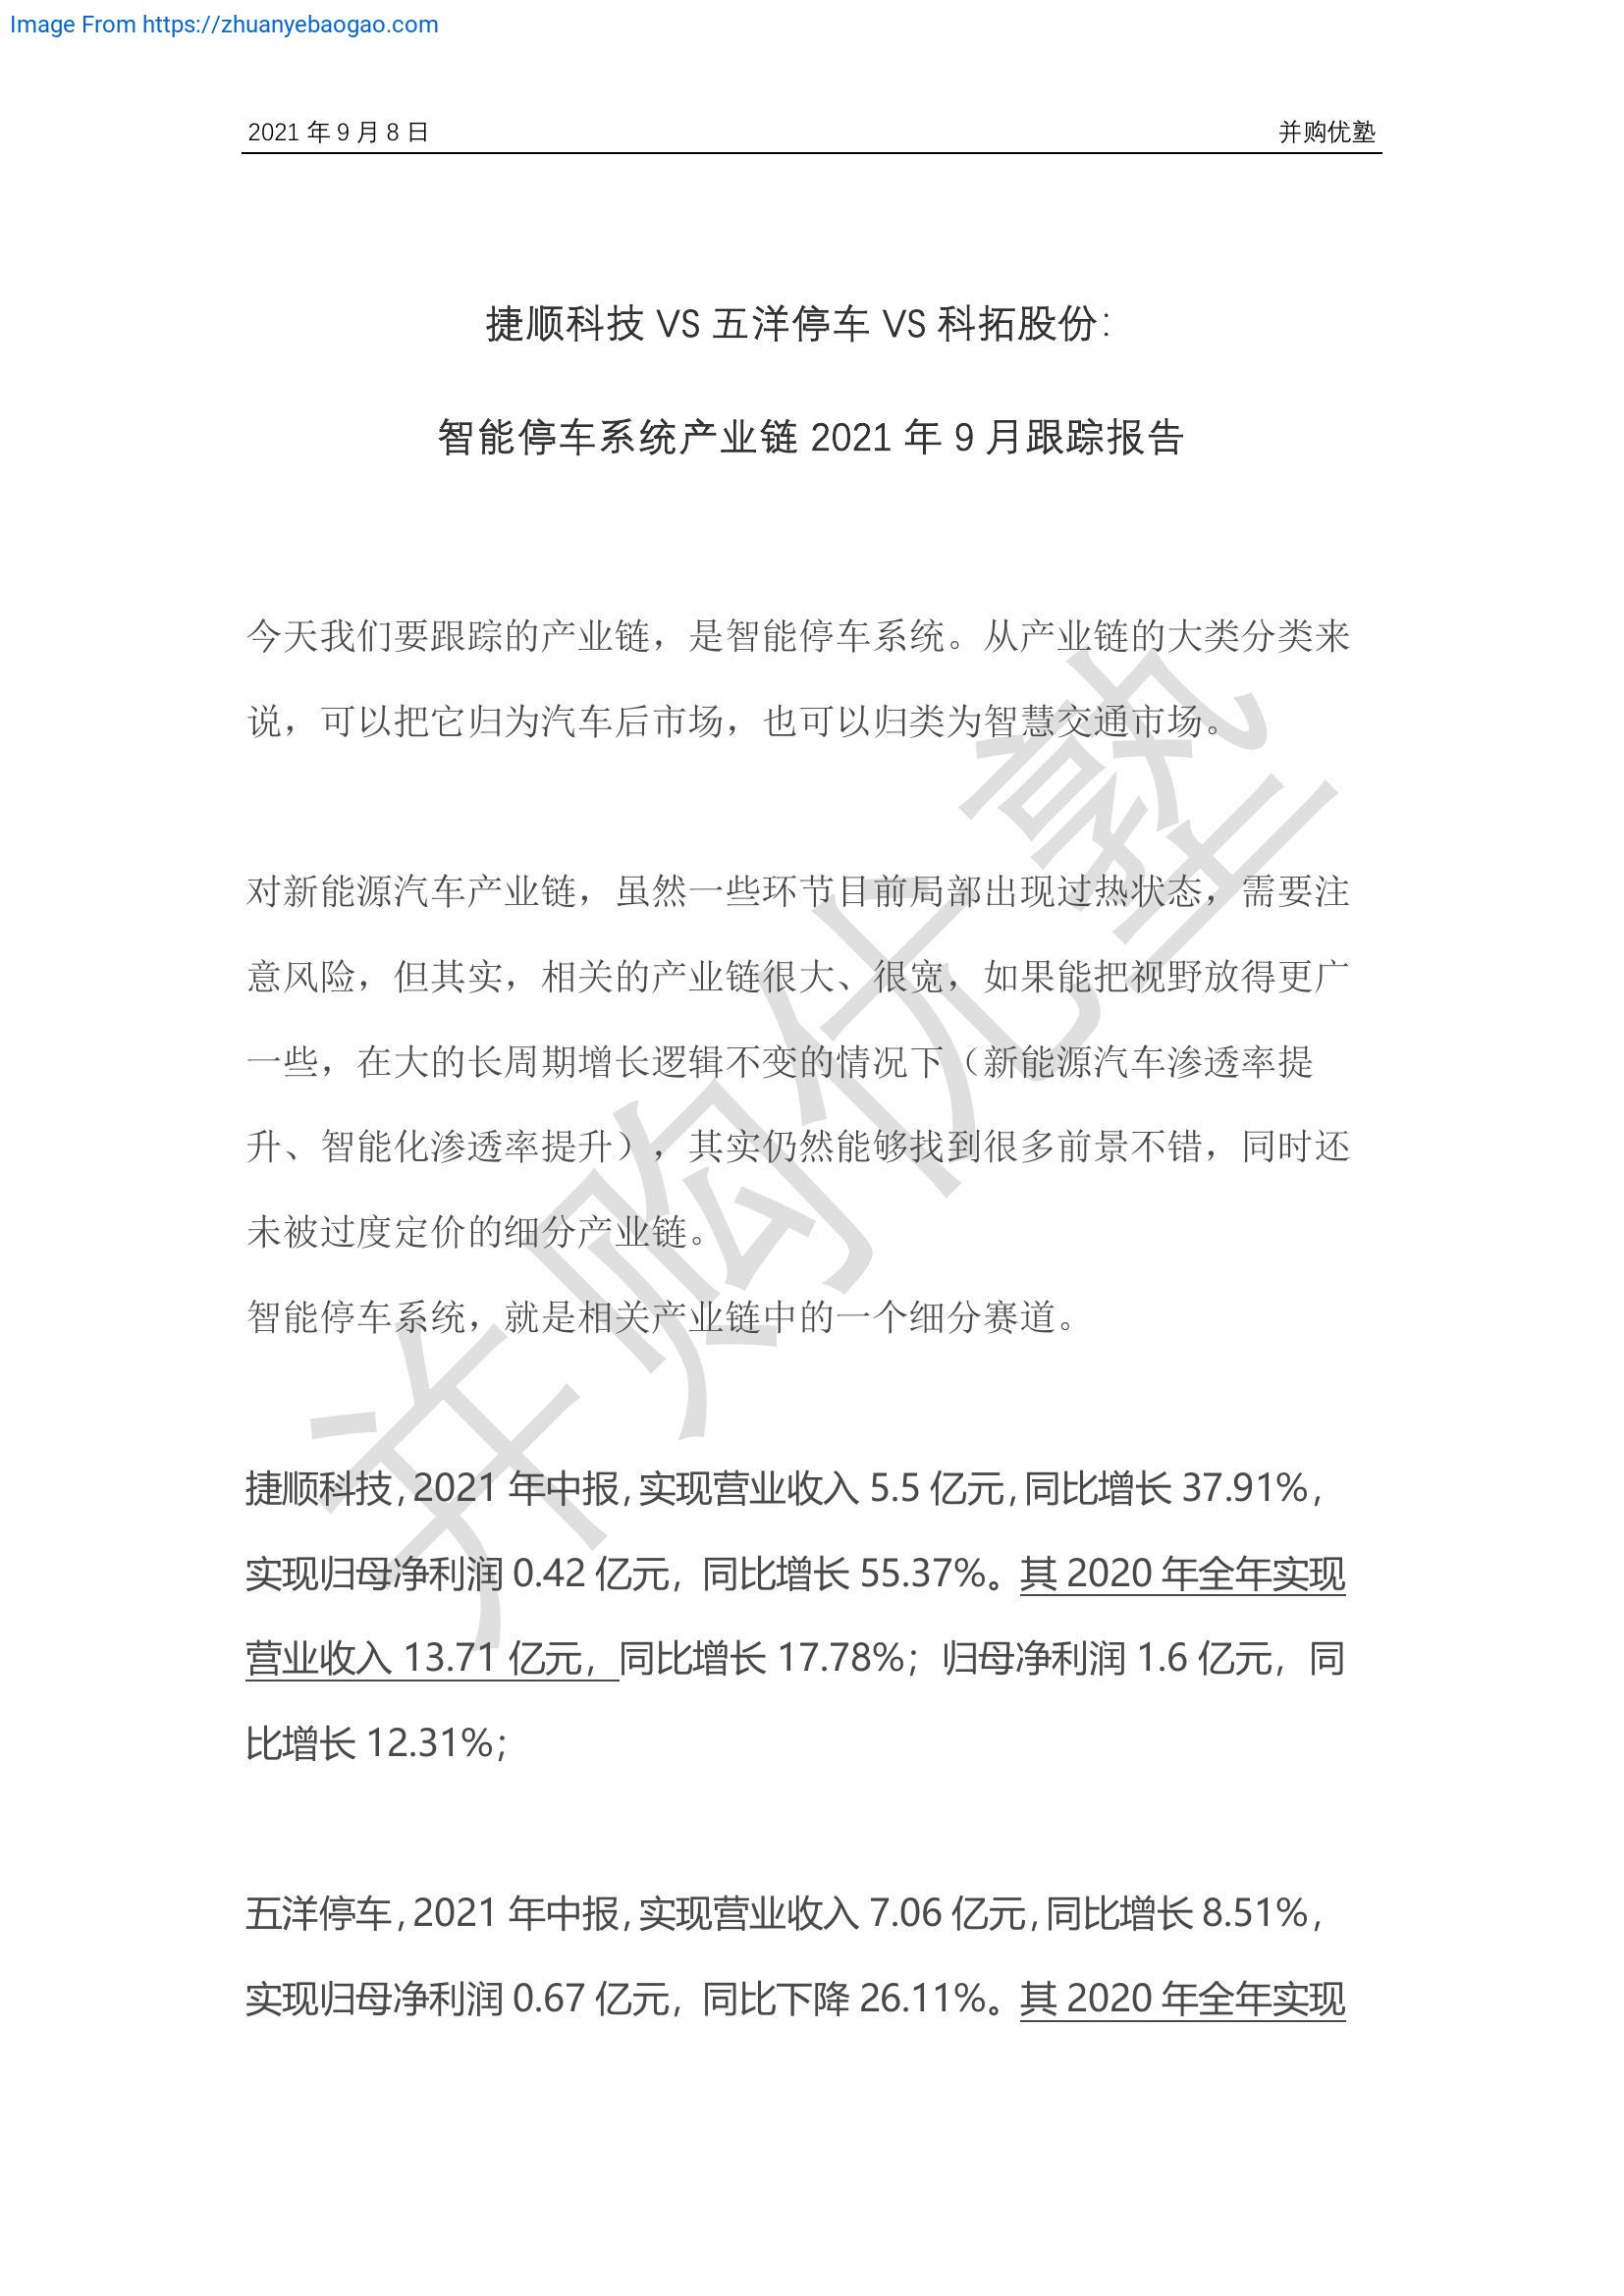 Image From https://zhuanyebaogao.com
2021 年 9 月 8 日 并购优塾
捷顺科技 VS 五洋停车 VS 科拓股份：
智能停车系统产业链 2021 年 9 月跟踪报告
今天我们要跟踪的产业链，是智能停车系统。从产业链的大类分类来
说，可以把它归为汽车后市场，也可以归类为智慧交通市场。
对新能源汽车产业链，虽然一些环节目前局部出现过热状态，需要注
意风险，但其实，相关的产业链很大、很宽，如果能把视野放得更广
一些，在大的长周期增长逻辑不变的情况下（新能源汽车渗透率提
升、智能化渗透率提升），其实仍然能够找到很多前景不错，同时还
未被过度定价的细分产业链。
智能停车系统，就是相关产业链中的一个细分赛道。
捷顺科技，2021 年中报，实现营业收入 5.5 亿元，同比增长 37.91%，
实现归母净利润 0.42 亿元，同比增长 55.37%。其 2020 年全年实现
营业收入 13.71 亿元，同比增长 17.78%；归母净利润 1.6 亿元，同
比增长 12.31%；
五洋停车，2021 年中报，实现营业收入 7.06 亿元，同比增长 8.51%，
实现归母净利润 0.67 亿元，同比下降 26.11%。其 2020 年全年实现
并购优塾